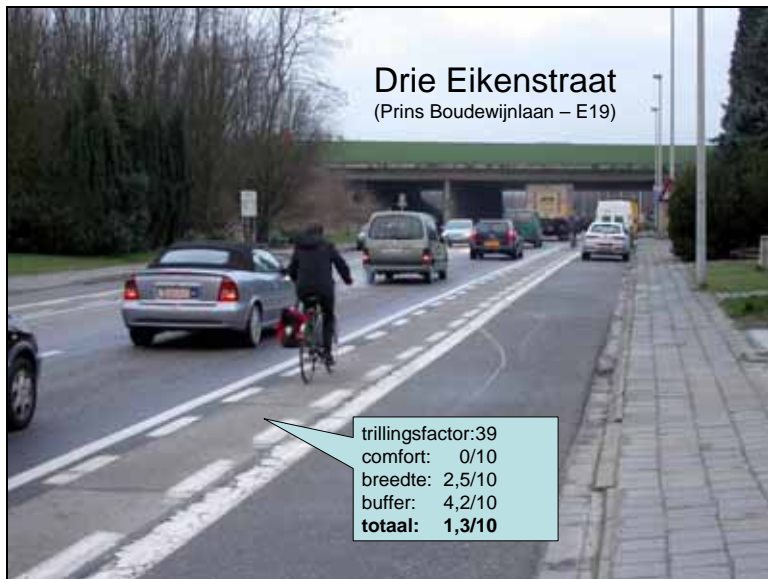 Drie Eikenstraat
(Prins Boudewijnlaan – E19)
trillingsfactor:39
comfort: 0/10
breedte: 2,5/10
buffer: 4,2/10
totaal: 1,3/10